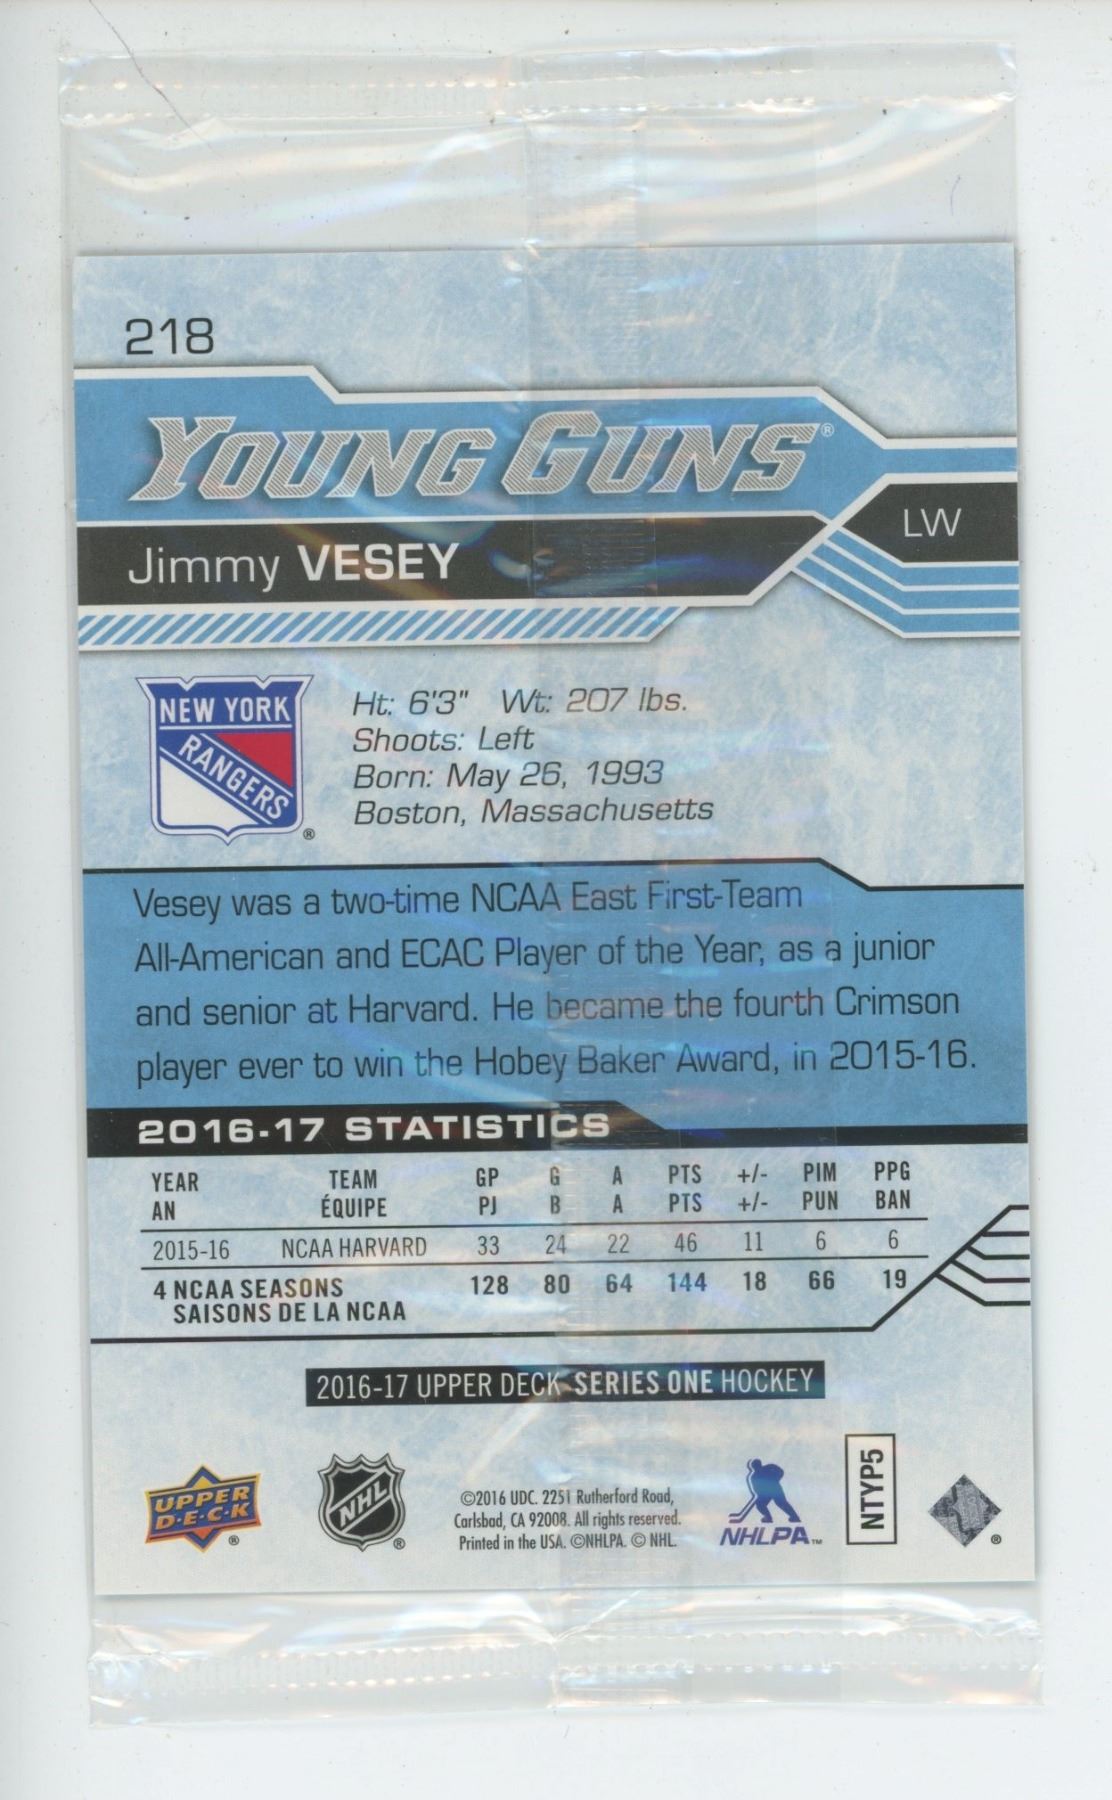 218
YOUNG GUNS®
LW
Jimmy VESEY
NEW YORK
RANGERS
®
Ht: 6'3" Wt: 207 lbs.
Shoots: Left
Born: May 26, 1993
Boston, Massachusetts
Vesey was a two-time NCAA East First-Team
All-American and ECAC Player of the Year, as a junior
and senior at Harvard. He became the fourth Crimson
player ever to win the Hobey Baker Award, in 2015-16.
2016-17 STATISTICS
YEAR TEAM GP G A PTS +/- PIM PPG
AN ÉQUIPE PJ B A PTS +/- PUN BAN
2015-16 NCAA HARVARD 33 24 22 46 11 6 6
4 NCAA SEASONS 128 80 64 144 18 66 19
SAISONS DE LA NCAA
2016-17 UPPER DECK SERIES ONE HOCKEY
UPPER
D·E·C·K
®
NHL
®
©2016 UDC. 2251 Rutherford Road,
Carlsbad, CA 92008. All rights reserved.
Printed in the USA. ©NHLPA. © NHL.
NHLPA™
NTYP5
®